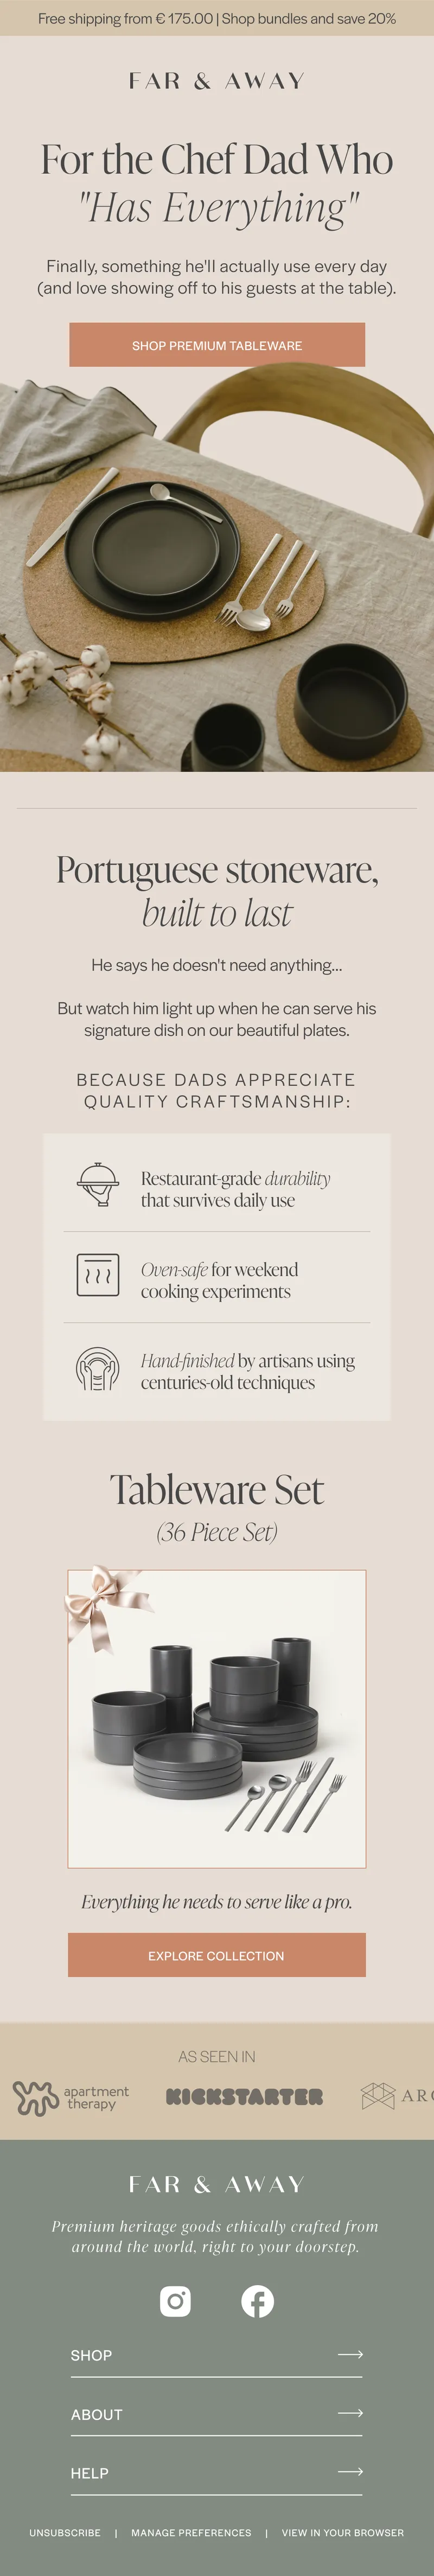 Free shipping from € 175.00 | Shop bundles and save 20%
FAR & AWAY
For the Chef Dad Who
"Has Everything"
Finally, something he'll actually use every day
(and love showing off to his guests at the table).
SHOP PREMIUM TABLEWARE
Portuguese stoneware,
built to last
He says he doesn't need anything...
But watch him light up when he can serve his
signature dish on our beautiful plates.
BECAUSE DADS APPRECIATE
QUALITY CRAFTSMANSHIP:
Restaurant-grade durability
that survives daily use
Oven-safe for weekend
cooking experiments
Hand-finished by artisans using
centuries-old techniques
Tableware Set
(36 Piece Set)
Everything he needs to serve like a pro.
EXPLORE COLLECTION
AS SEEN IN
apartment
therapy
KICKSTARTER
FAR & AWAY
Premium heritage goods ethically crafted from
around the world, right to your doorstep.
SHOP
ABOUT
HELP
UNSUBSCRIBE | MANAGE PREFERENCES | VIEW IN YOUR BROWSER